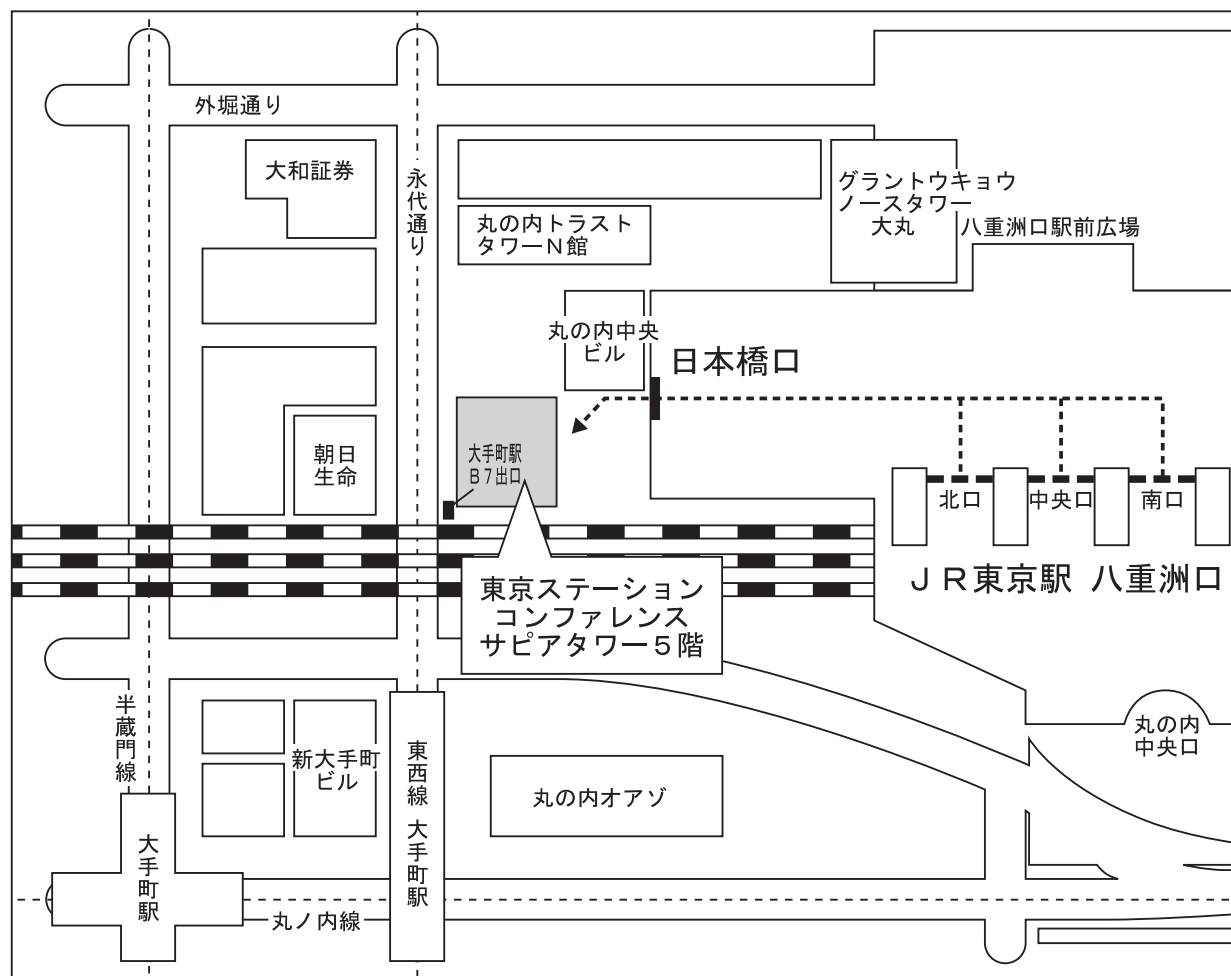 外堀通り
大和証券
永代通り
丸の内トラスト
タワーN館
グラントウキョウ
ノースタワー
大丸
八重洲口駅前広場
丸の内中央
ビル
日本橋口
朝日
生命
大手町駅
B7出口
北口
中央口
南口
JR東京駅 八重洲口
東京ステーション
コンファレンス
サピアタワー5階
半蔵門線
新大手町
ビル
東西線 大手町駅
丸の内オアゾ
丸の内
中央口
大手町駅
丸ノ内線